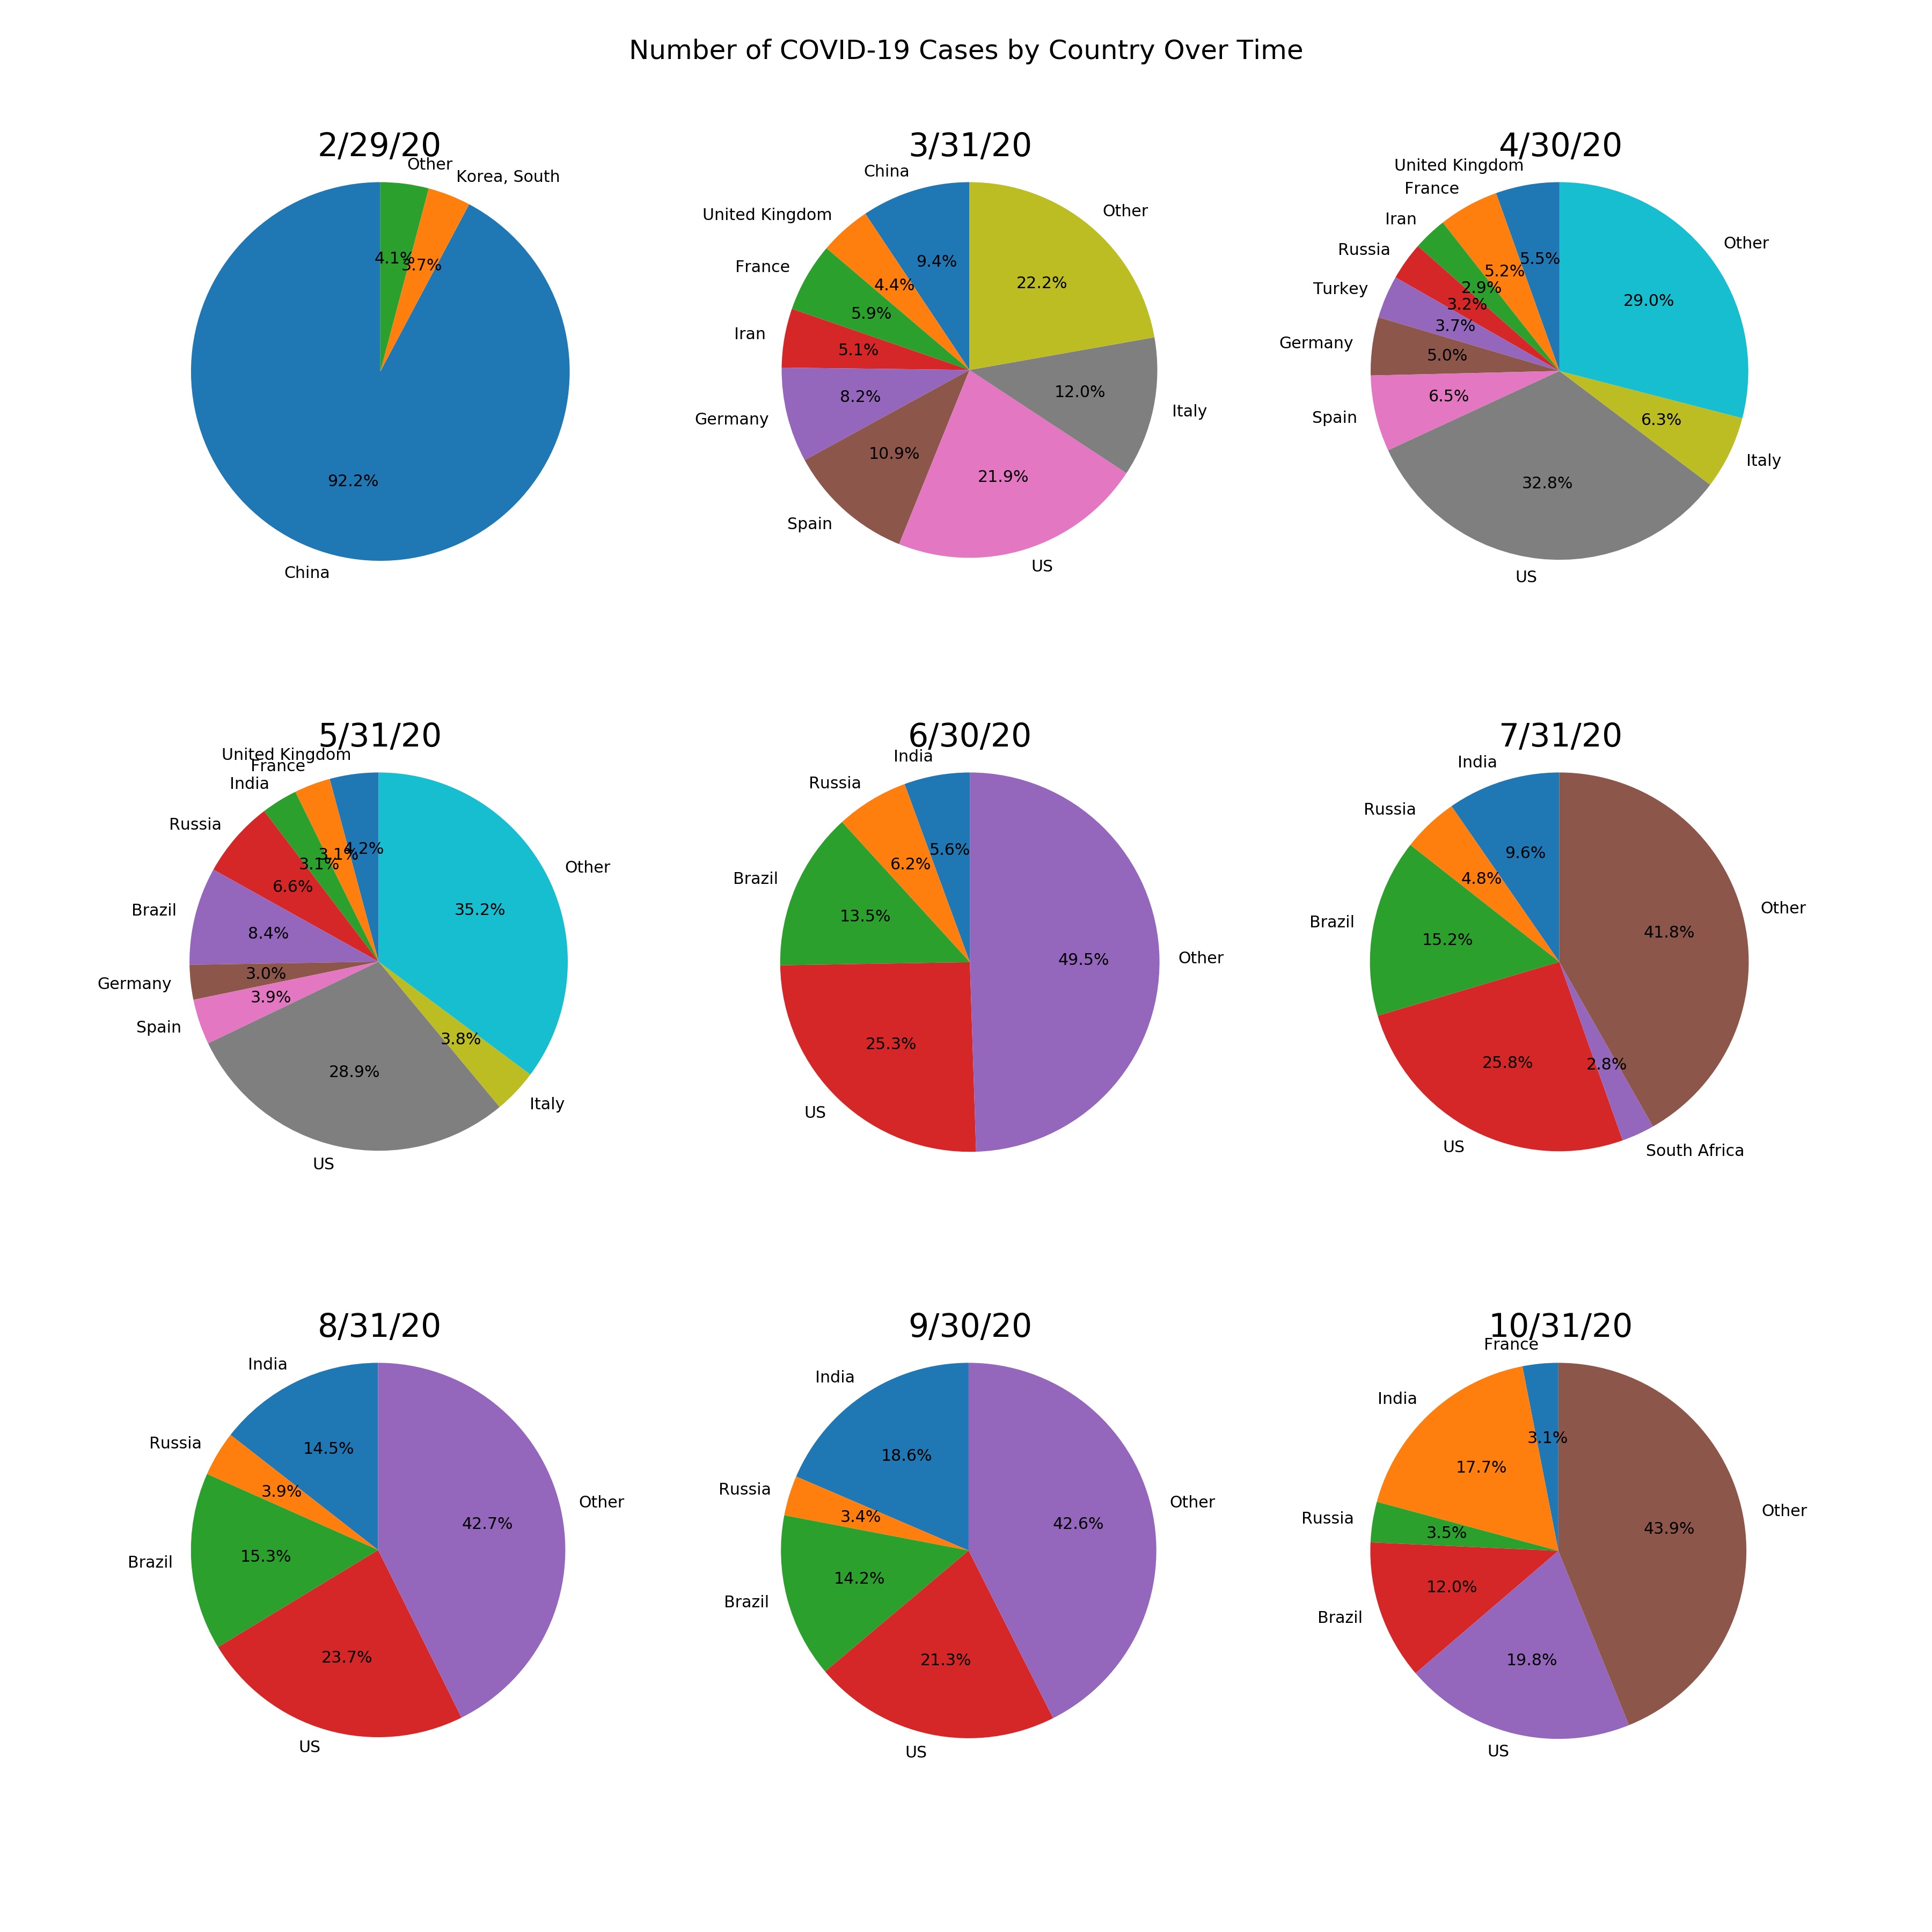 Number of COVID-19 Cases by Country Over Time
2/29/20
Other
Korea, South
4.1%
3.7%
92.2%
China
3/31/20
China
United Kingdom
Other
France
9.4%
22.2%
4.4%
5.9%
Iran
5.1%
8.2%
12.0%
Italy
Germany
10.9%
21.9%
Spain
US
4/30/20
United Kingdom
France
Iran
Other
Russia
5.5%
5.2%
Turkey
2.9%
29.0%
3.2%
3.7%
Germany
5.0%
6.5%
Spain
6.3%
Italy
32.8%
US
5/31/20
United Kingdom
France
India
Russia
4.2%
3.1%
3.1%
Other
6.6%
Brazil
35.2%
8.4%
3.0%
Germany
3.9%
Spain
3.8%
28.9%
Italy
US
6/30/20
India
Russia
5.6%
6.2%
Brazil
13.5%
49.5%
Other
25.3%
US
7/31/20
India
Russia
9.6%
4.8%
Other
Brazil
41.8%
15.2%
25.8%
2.8%
US
South Africa
8/31/20
India
Russia
14.5%
3.9%
Other
42.7%
Brazil
15.3%
23.7%
US
9/30/20
India
18.6%
Russia
Other
3.4%
42.6%
14.2%
Brazil
21.3%
US
10/31/20
France
India
3.1%
17.7%
Other
Russia
3.5%
43.9%
12.0%
Brazil
19.8%
US